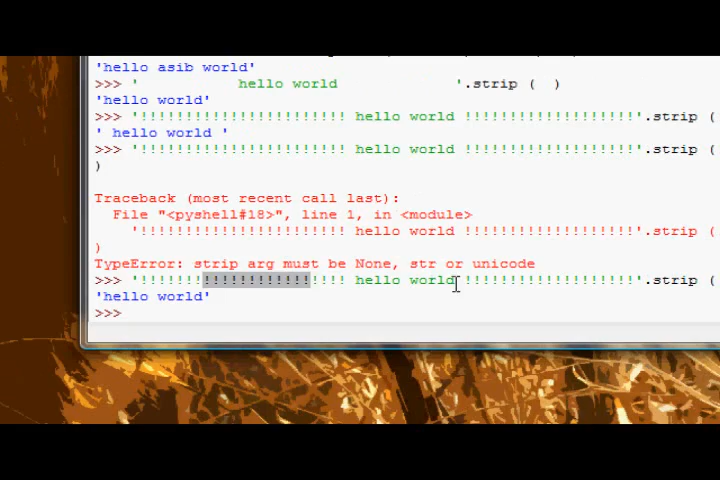 'hello asib world'
>>> '           hello world             '.strip (  )
'hello world'
>>> '!!!!!!!!!!!!!!!!!!!!!!! hello world !!!!!!!!!!!!!!!!!!!'.strip (
' hello world '
>>> '!!!!!!!!!!!!!!!!!!!!!!! hello world !!!!!!!!!!!!!!!!!!!'.strip (
)
Traceback (most recent call last):
  File "<pyshell#18>", line 1, in <module>
    '!!!!!!!!!!!!!!!!!!!!!!! hello world !!!!!!!!!!!!!!!!!!!'.strip (
)
TypeError: strip arg must be None, str or unicode
>>> '!!!!!!!!!!!!!!!!!!!!!!! hello world !!!!!!!!!!!!!!!!!!!'.strip (
'hello world'
>>>